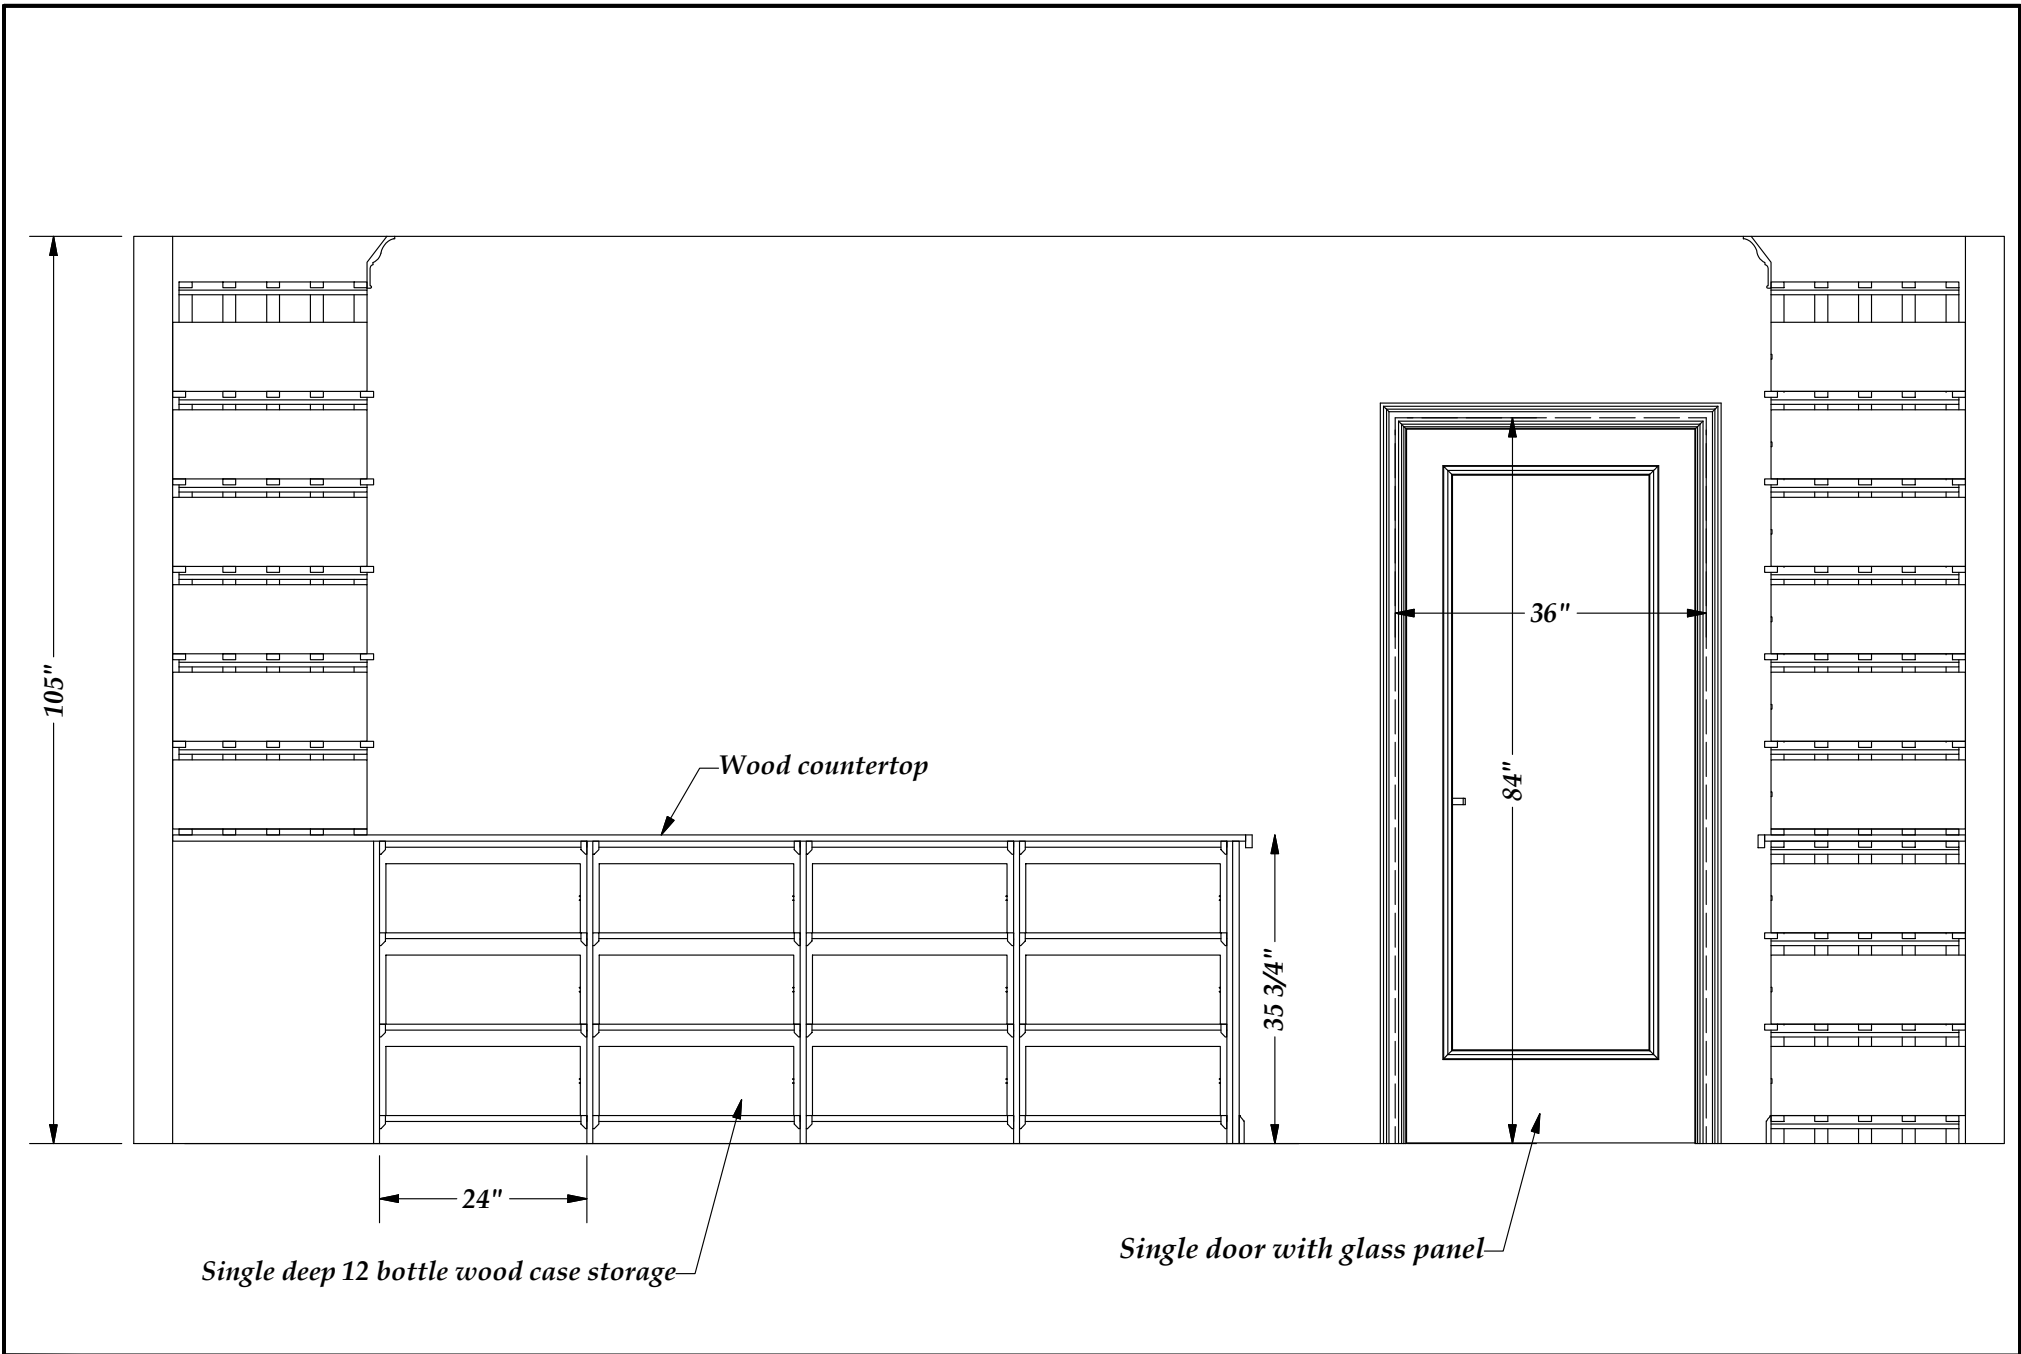 36"
105"
Wood countertop
84"
35 3/4"
24"
Single door with glass panel
Single deep 12 bottle wood case storage